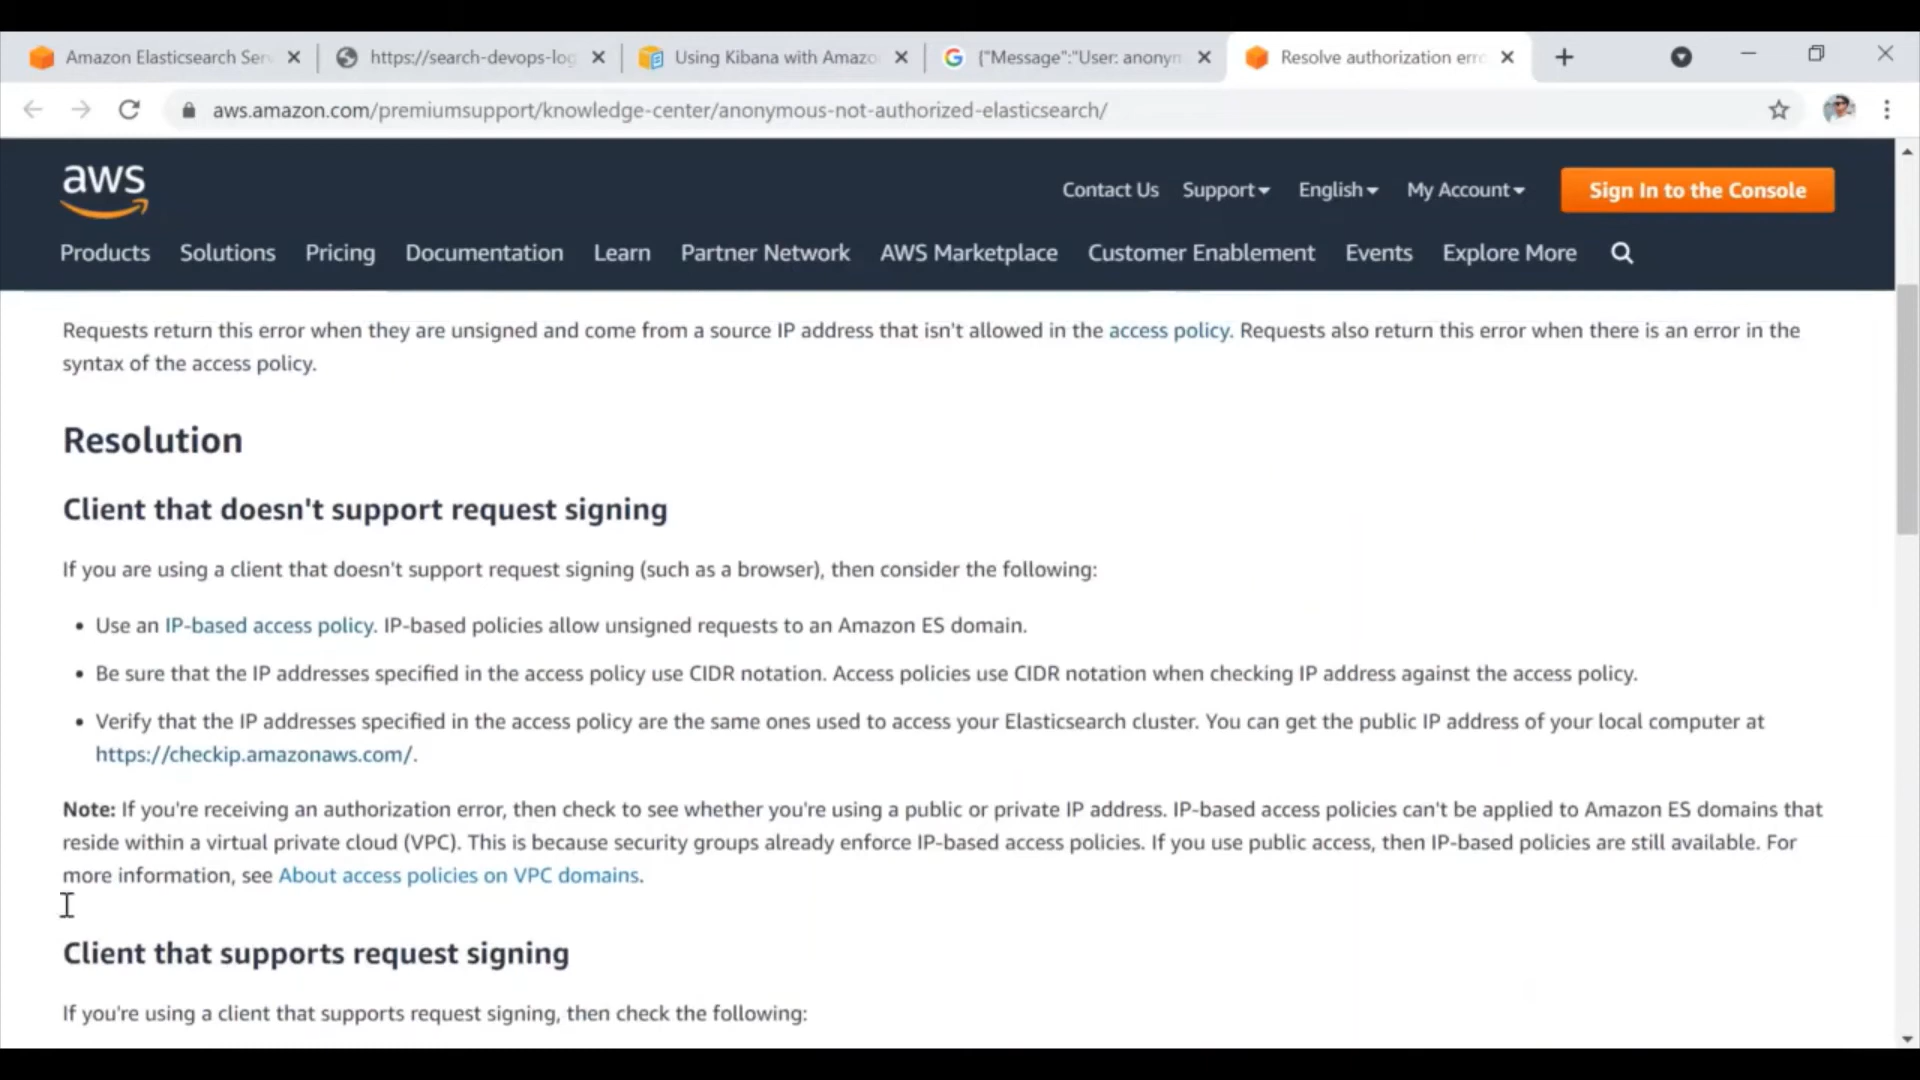 Amazon Elasticsearch Serv
https://search-devops-log
Using Kibana with Amazo
{"Message":"User: anonyn
Resolve authorization erro
aws.amazon.com/premiumsupport/knowledge-center/anonymous-not-authorized-elasticsearch/
aws
Contact Us
Support
English
My Account
Sign In to the Console
Products
Solutions
Pricing
Documentation
Learn
Partner Network
AWS Marketplace
Customer Enablement
Events
Explore More
Requests return this error when they are unsigned and come from a source IP address that isn't allowed in the access policy. Requests also return this error when there is an error in the
syntax of the access policy.
Resolution
Client that doesn't support request signing
If you are using a client that doesn't support request signing (such as a browser), then consider the following:
• Use an IP-based access policy. IP-based policies allow unsigned requests to an Amazon ES domain.
• Be sure that the IP addresses specified in the access policy use CIDR notation. Access policies use CIDR notation when checking IP address against the access policy.
• Verify that the IP addresses specified in the access policy are the same ones used to access your Elasticsearch cluster. You can get the public IP address of your local computer at
https://checkip.amazonaws.com/.
Note: If you're receiving an authorization error, then check to see whether you're using a public or private IP address. IP-based access policies can't be applied to Amazon ES domains that
reside within a virtual private cloud (VPC). This is because security groups already enforce IP-based access policies. If you use public access, then IP-based policies are still available. For
more information, see About access policies on VPC domains.
Client that supports request signing
If you're using a client that supports request signing, then check the following: